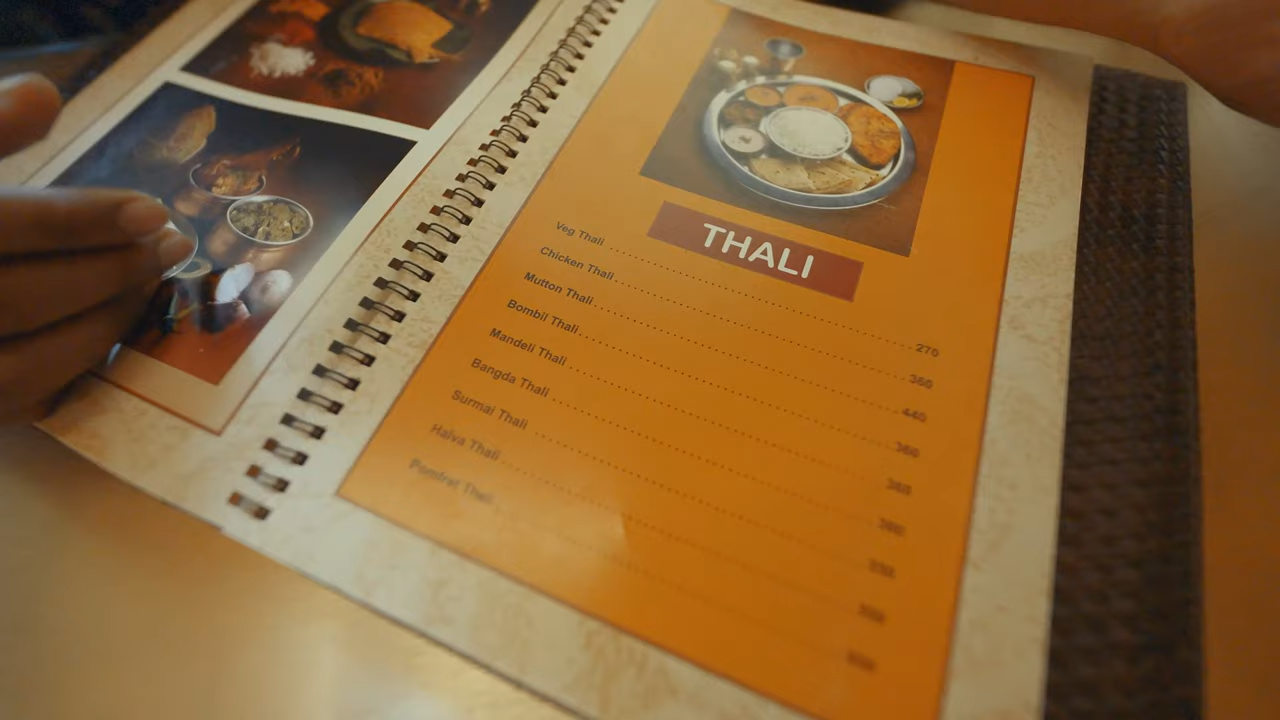 THALI
Veg Thali 270
Chicken Thali 360
Mutton Thali 440
Bombil Thali 360
Mandeli Thali 360
Bangda Thali
Surmai Thali
Halva Thali
Pomfret Thali